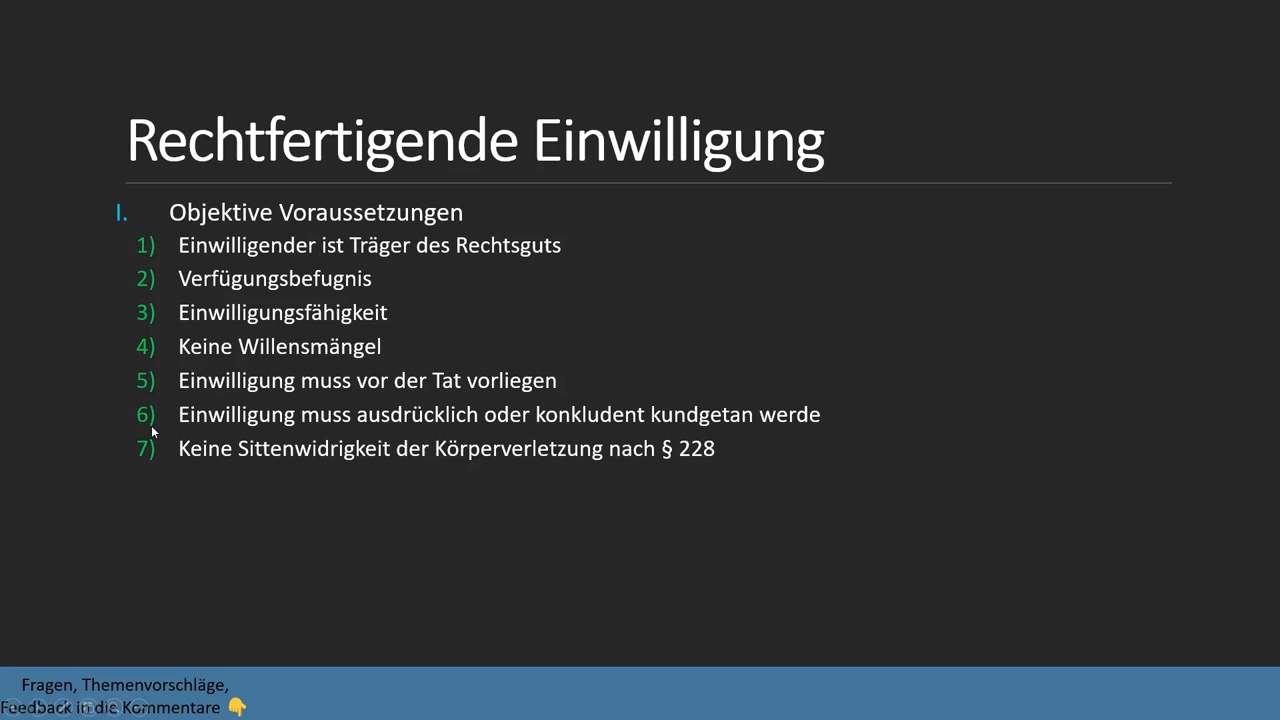 Rechtfertigende Einwilligung
I. Objektive Voraussetzungen
1) Einwilligender ist Träger des Rechtsguts
2) Verfügungsbefugnis
3) Einwilligungsfähigkeit
4) Keine Willensmängel
5) Einwilligung muss vor der Tat vorliegen
6) Einwilligung muss ausdrücklich oder konkludent kundgetan werde
7) Keine Sittenwidrigkeit der Körperverletzung nach § 228
Fragen, Themenvorschläge,
Feedback in die Kommentare 👇